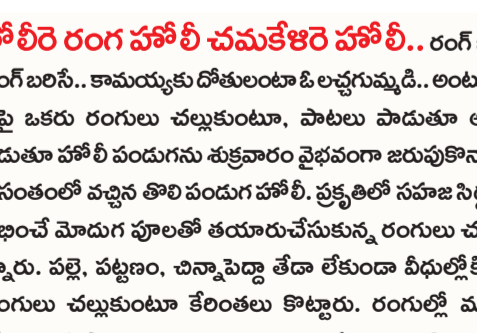 హోలీరె రంగ హోలీ చమకేళిరె హోలీ.. రంగ్
బరిసే.. కామయ్యకు దోతులంటా ఓ లచ్చగుమ్మడి.. అంటూ
పై ఒకరు రంగులు చల్లుకుంటూ, పాటలు పాడుతూ
డుతూ హోలీ పండుగను శుక్రవారం వైభవంగా జరుపుకొన
సంతంలో వచ్చిన తొలి పండుగ హోలీ. ప్రకృతిలో సహజ
భించే మోదుగ పూలతో తయారుచేసుకున్న రంగులు చ
్నారు. పల్లె, పట్టణం, చిన్నాపెద్దా తేడా లేకుండా వీధుల్లోకి
ంగులు చల్లుకుంటూ కేరింతలు కొట్టారు. రంగుల్లో